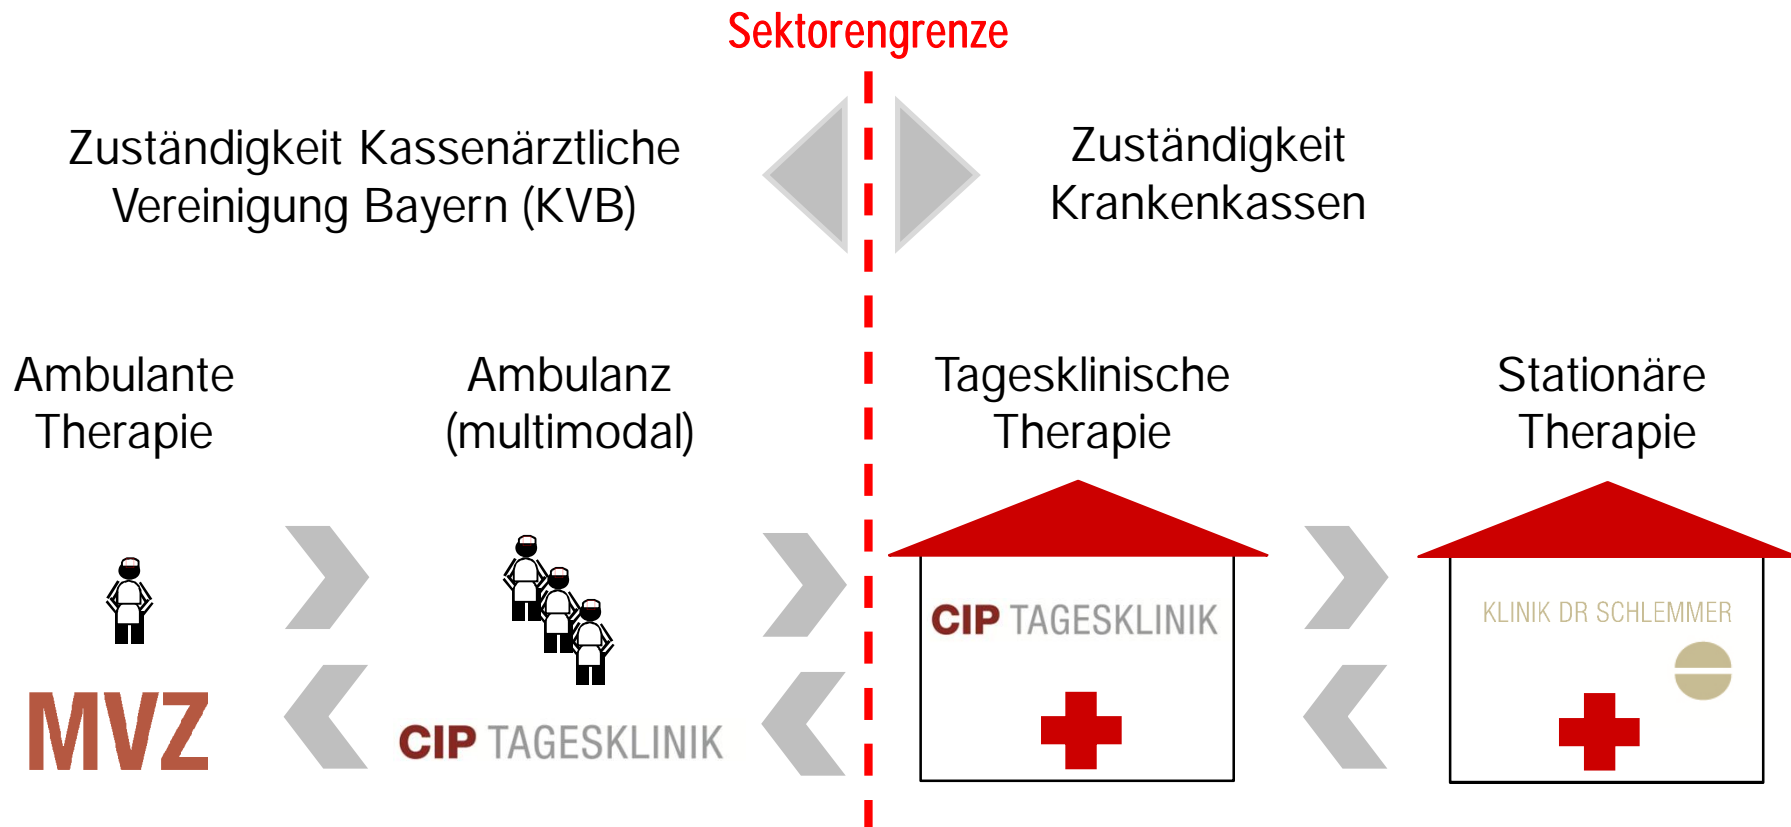 Sektorengrenze
Zuständigkeit Kassenärztliche
Vereinigung Bayern (KVB)
Zuständigkeit
Krankenkassen
Ambulante
Therapie
Ambulanz
(multimodal)
Tagesklinische
Therapie
Stationäre
Therapie
MVZ
CIP TAGESKLINIK
CIP TAGESKLINIK
KLINIK DR SCHLEMMER